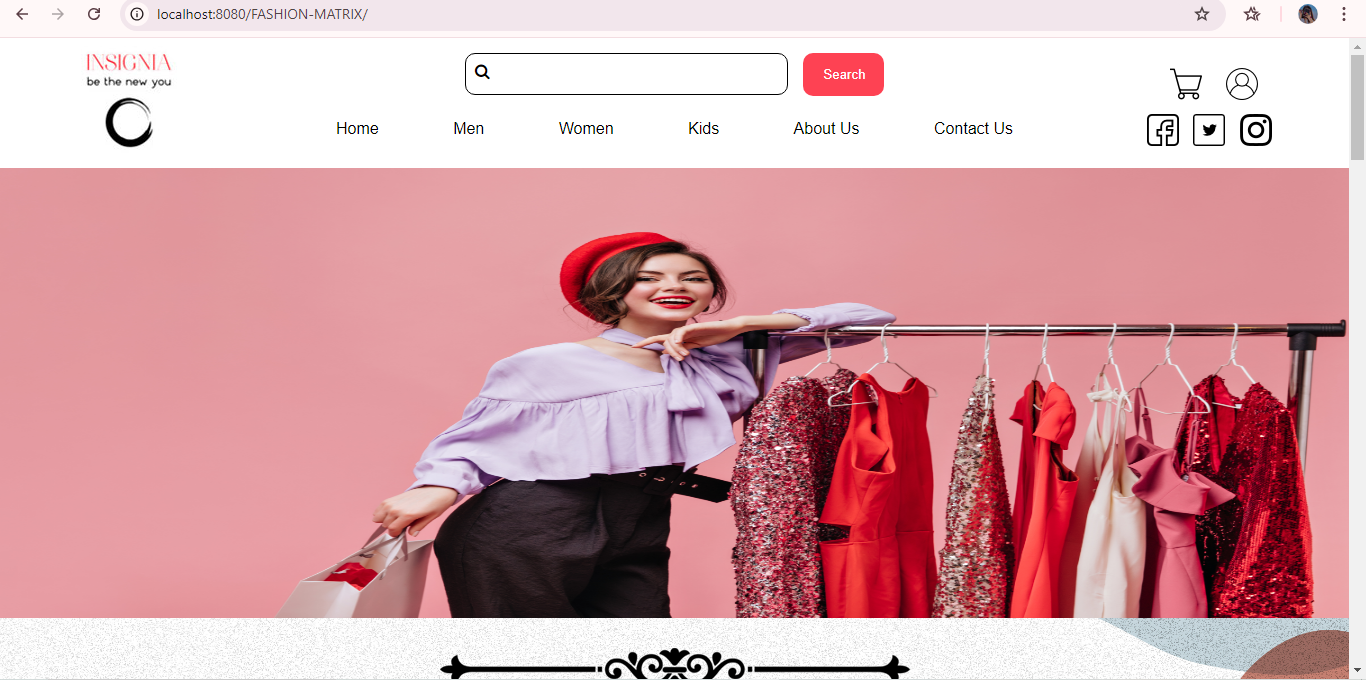 localhost:8080/FASHION-MATRIX/
INSIGNIA
be the new you
Search
Home Men Women Kids About Us Contact Us